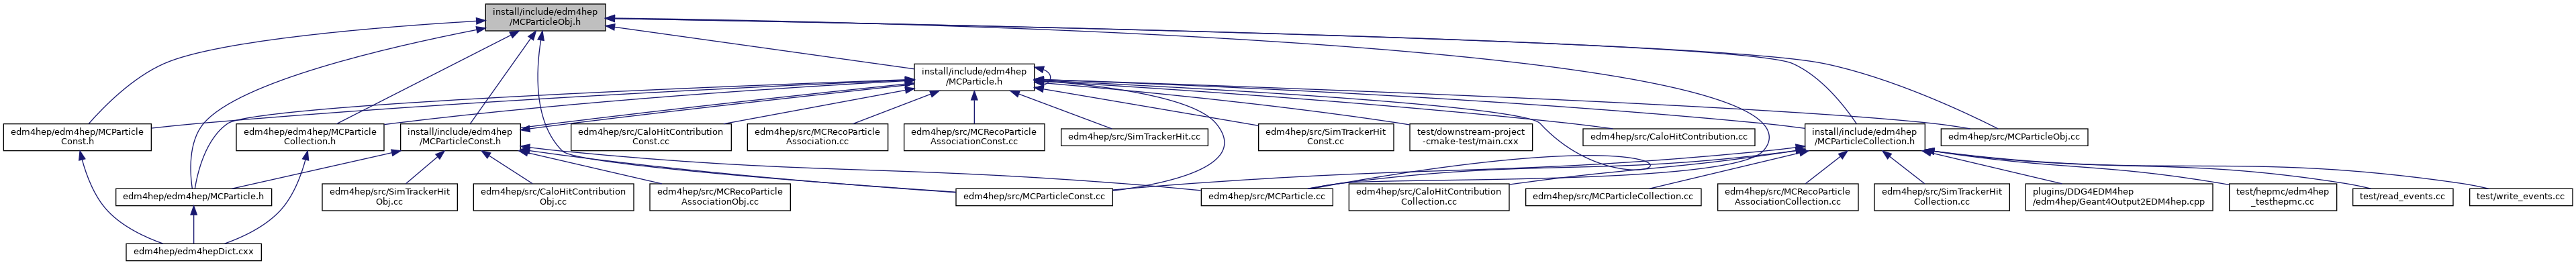 install/include/edm4hep
/MCParticleObj.h
install/include/edm4hep
/MCParticle.h
edm4hep/edm4hep/MCParticle
Const.h
edm4hep/edm4hep/MCParticle
Collection.h
install/include/edm4hep
/MCParticleConst.h
edm4hep/src/CaloHitContribution
Const.cc
edm4hep/src/MCRecoParticle
Association.cc
edm4hep/src/MCRecoParticle
AssociationConst.cc
edm4hep/src/SimTrackerHit.cc
edm4hep/src/SimTrackerHit
Const.cc
test/downstream-project
-cmake-test/main.cxx
edm4hep/src/CaloHitContribution.cc
install/include/edm4hep
/MCParticleCollection.h
edm4hep/src/MCParticleObj.cc
edm4hep/edm4hep/MCParticle.h
edm4hep/src/SimTrackerHit
Obj.cc
edm4hep/src/CaloHitContribution
Obj.cc
edm4hep/src/MCRecoParticle
AssociationObj.cc
edm4hep/src/MCParticleConst.cc
edm4hep/src/MCParticle.cc
edm4hep/src/CaloHitContribution
Collection.cc
edm4hep/src/MCParticleCollection.cc
edm4hep/src/MCRecoParticle
AssociationCollection.cc
edm4hep/src/SimTrackerHit
Collection.cc
plugins/DDG4EDM4hep
/edm4hep/Geant4Output2EDM4hep.cpp
test/hepmc/edm4hep
_testhepmc.cc
test/read_events.cc
test/write_events.cc
edm4hep/edm4hepDict.cxx